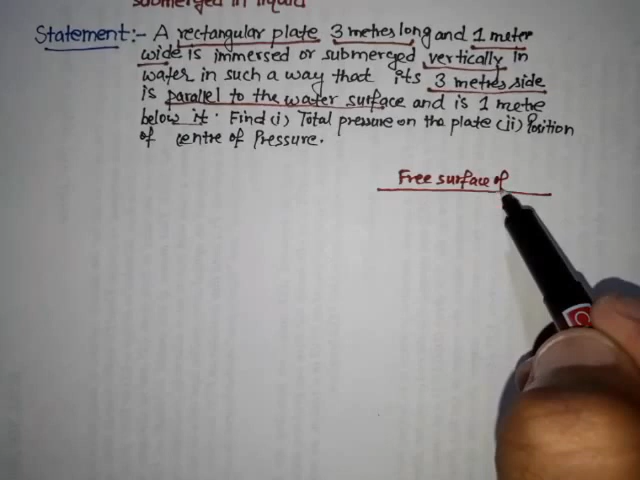 submerged in liquid
Statement:- A rectangular plate 3 metres long and 1 meter
wide is immersed or submerged vertically in
water in such a way that its 3 metres side
is parallel to the water surface and is 1 metre
below it. Find (i) Total pressure on the plate (ii) Position
of centre of Pressure.
Free surface of